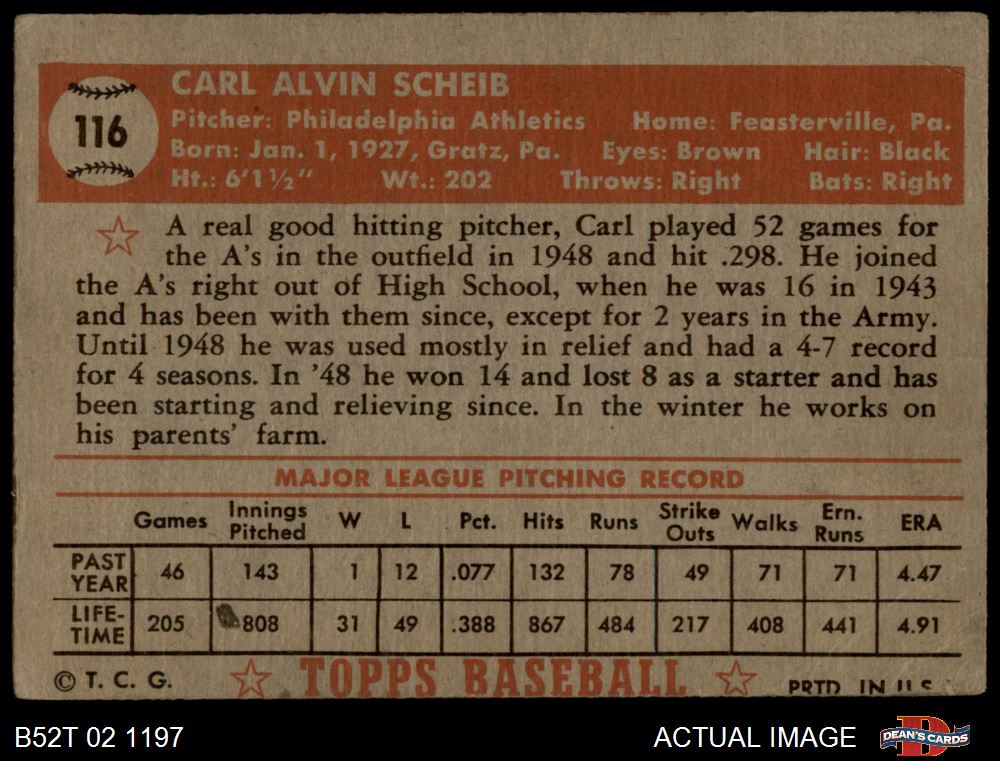 116
CARL ALVIN SCHEIB
Pitcher: Philadelphia Athletics Home: Feasterville, Pa.
Born: Jan. 1, 1927, Gratz, Pa. Eyes: Brown Hair: Black
Ht.: 6'1½" Wt.: 202 Throws: Right Bats: Right
A real good hitting pitcher, Carl played 52 games for
the A's in the outfield in 1948 and hit .298. He joined
the A's right out of High School, when he was 16 in 1943
and has been with them since, except for 2 years in the Army.
Until 1948 he was used mostly in relief and had a 4-7 record
for 4 seasons. In '48 he won 14 and lost 8 as a starter and has
been starting and relieving since. In the winter he works on
his parents' farm.
MAJOR LEAGUE PITCHING RECORD
Games Innings Pitched W L Pct. Hits Runs Strike Outs Walks Ern. Runs ERA
PAST YEAR 46 143 1 12 .077 132 78 49 71 71 4.47
LIFE-TIME 205 808 31 49 .388 867 484 217 408 441 4.91
© T. C. G. TOPPS BASEBALL PRTD IN U.S.
B52T 02 1197 ACTUAL IMAGE DEAN'S CARDS